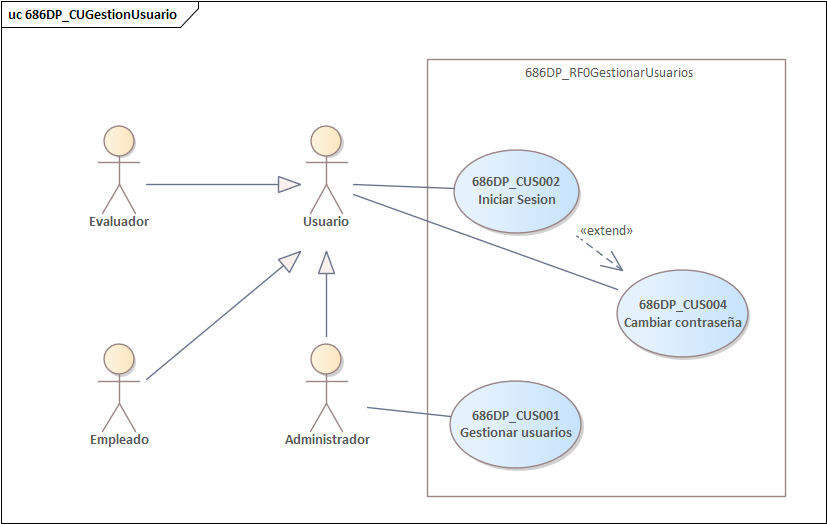 uc 686DP_CUGestionUsuario
686DP_RF0GestionarUsuarios
686DP_CUS002
Iniciar Sesion
Evaluador
Usuario
«extend»
686DP_CUS004
Cambiar contraseña
686DP_CUS001
Gestionar usuarios
Empleado
Administrador